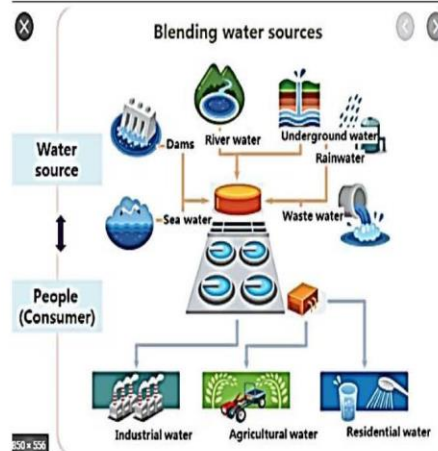 Blending water sources
Water
source
Dams
River water
Underground water
Rainwater
Sea water
Waste water
People
(Consumer)
Industrial water
Agricultural water
Residential water
850 × 556